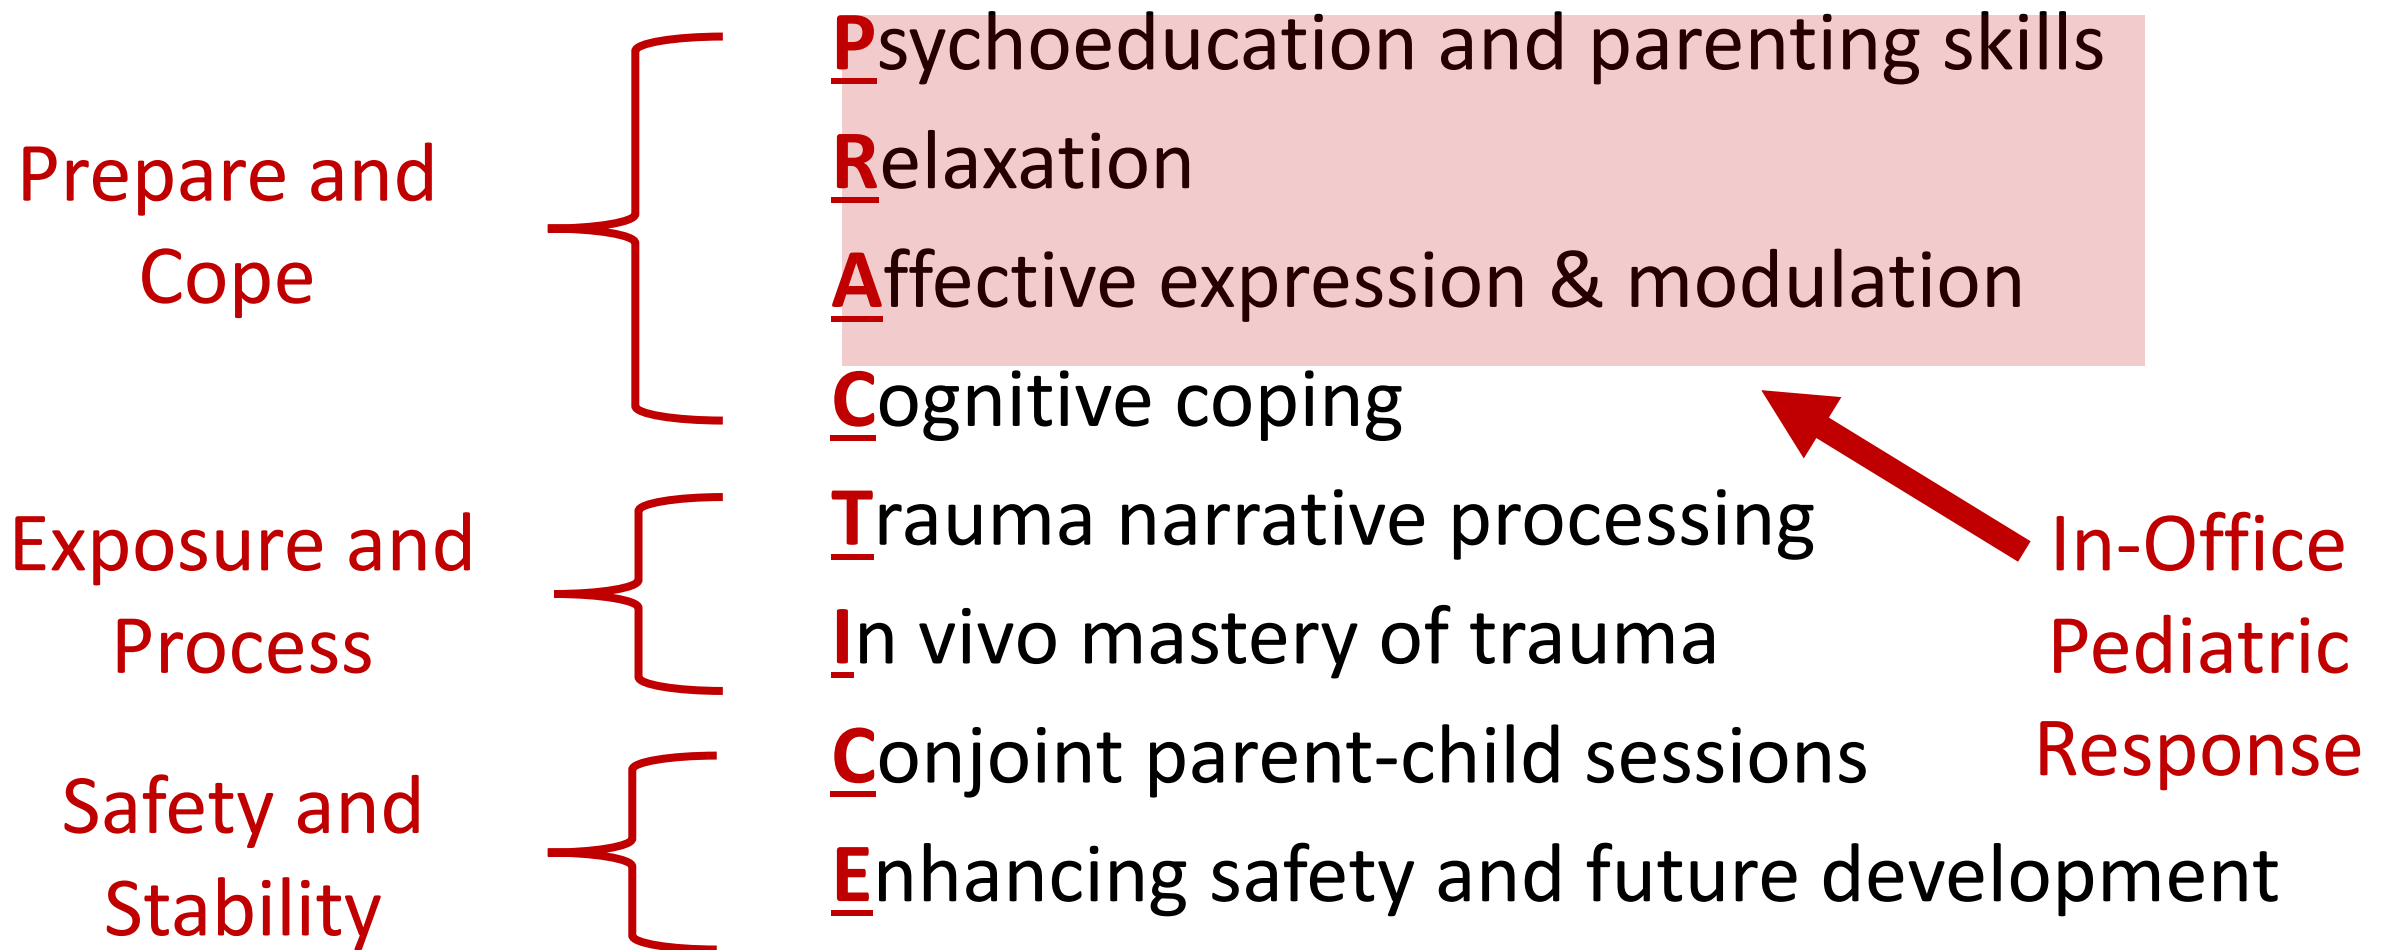 Prepare and
Cope
Psychoeducation and parenting skills
Relaxation
Affective expression & modulation
Cognitive coping
Exposure and
Process
Trauma narrative processing
In vivo mastery of trauma
Safety and
Stability
Conjoint parent-child sessions
Enhancing safety and future development
In-Office
Pediatric
Response